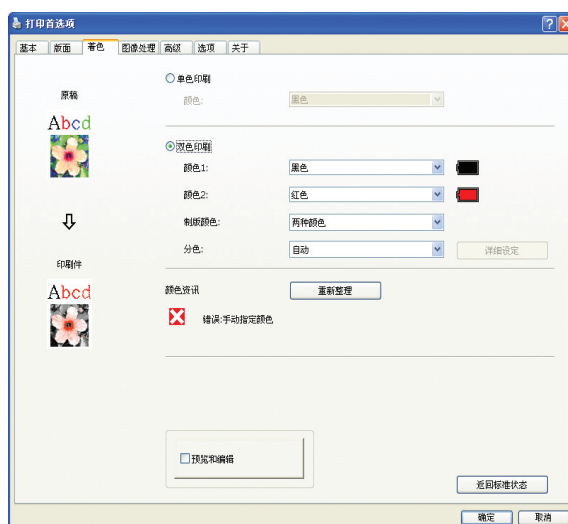 打印首选项
基本 版面 着色 图像处理 高级 选项 关于
原稿
Abcd
印刷件
Abcd
单色印刷
颜色: 黑色
双色印刷
颜色1: 黑色
颜色2: 红色
制版颜色: 两种颜色
分色: 自动 详细设定
颜色资讯 重新整理
错误:手动指定颜色
预览和编辑
返回标准状态
确定 取消